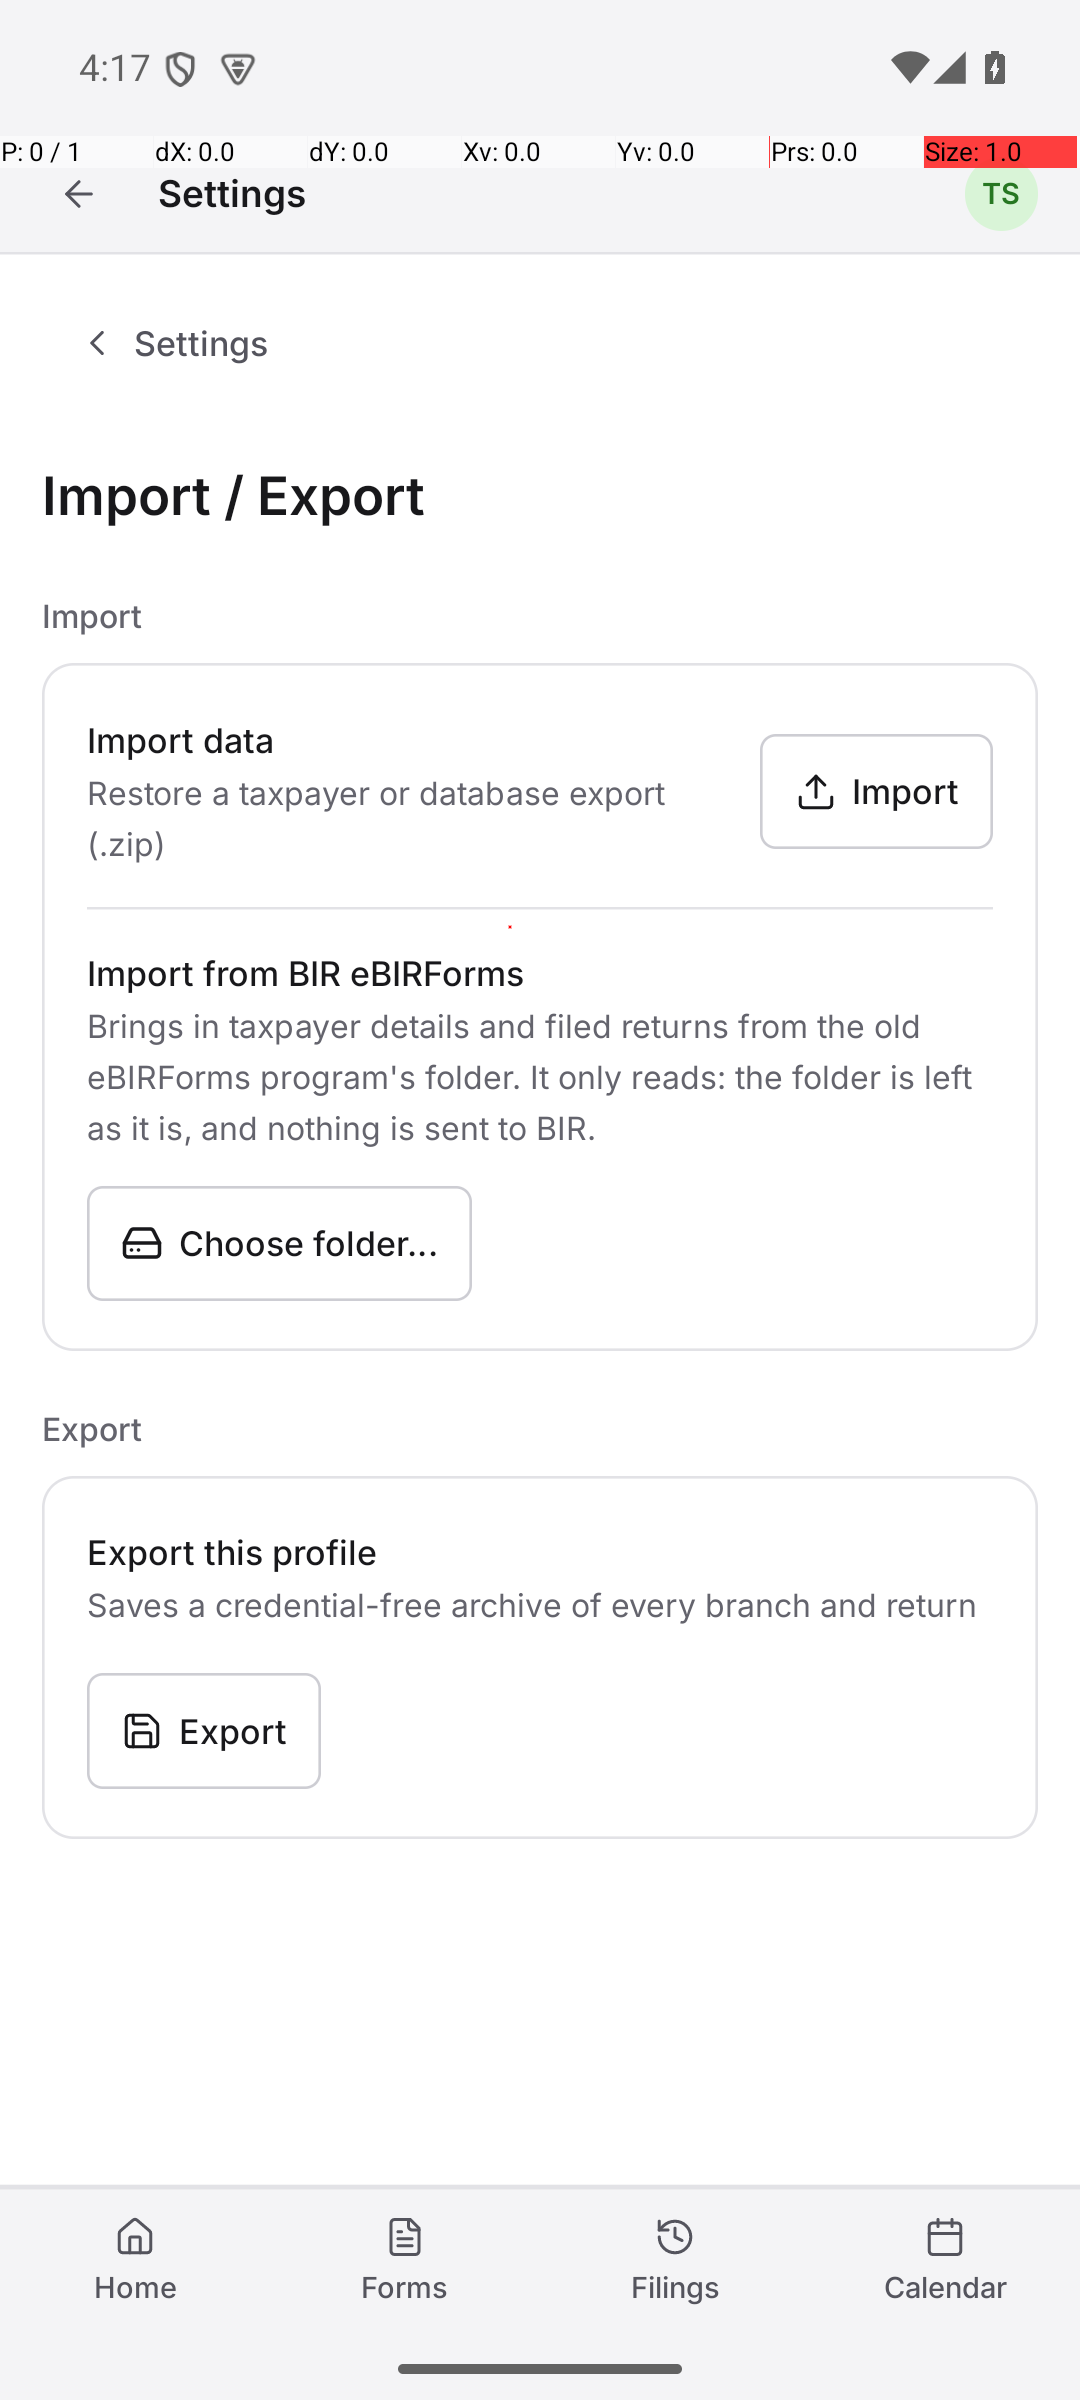 4:17
P: 0 / 1 dX: 0.0 dY: 0.0 Xv: 0.0 Yv: 0.0 Prs: 0.0 Size: 1.0
Settings
TS
Settings
Import / Export
Import
Import data
Restore a taxpayer or database export
(.zip)
Import
Import from BIR eBIRForms
Brings in taxpayer details and filed returns from the old
eBIRForms program's folder. It only reads: the folder is left
as it is, and nothing is sent to BIR.
Choose folder...
Export
Export this profile
Saves a credential-free archive of every branch and return
Export
Home Forms Filings Calendar